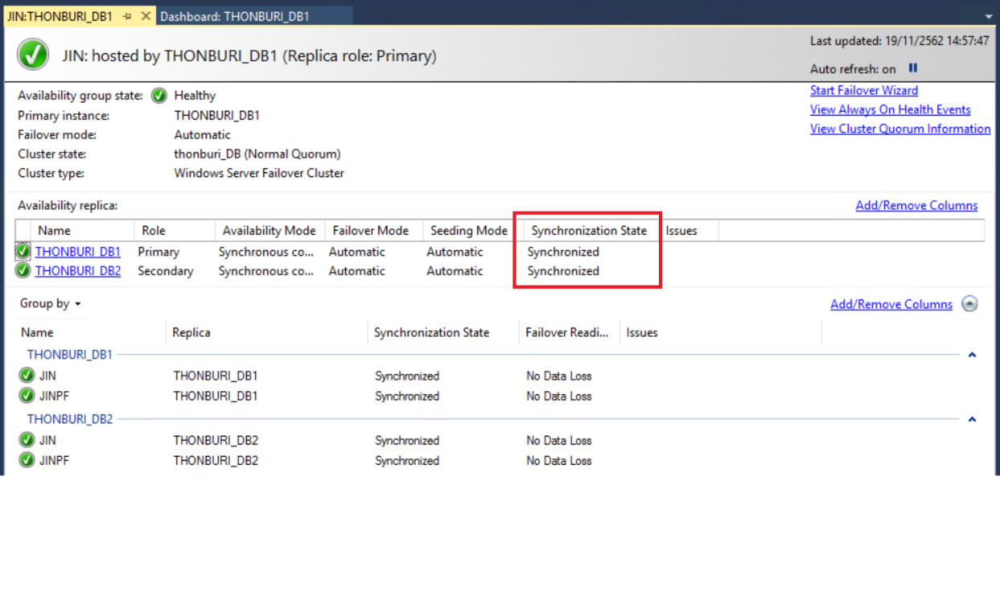 JIN:THONBURI_DB1 Dashboard: THONBURI_DB1
JIN: hosted by THONBURI_DB1 (Replica role: Primary)
Last updated: 19/11/2562 14:57:47
Auto refresh: on
Start Failover Wizard
View Always On Health Events
View Cluster Quorum Information
Availability group state: Healthy
Primary instance: THONBURI_DB1
Failover mode: Automatic
Cluster state: thonburi_DB (Normal Quorum)
Cluster type: Windows Server Failover Cluster
Availability replica: Add/Remove Columns
Name Role Availability Mode Failover Mode Seeding Mode Synchronization State Issues
THONBURI_DB1 Primary Synchronous co... Automatic Automatic Synchronized
THONBURI_DB2 Secondary Synchronous co... Automatic Automatic Synchronized
Group by Add/Remove Columns
Name Replica Synchronization State Failover Readi... Issues
THONBURI_DB1
JIN THONBURI_DB1 Synchronized No Data Loss
JINPF THONBURI_DB1 Synchronized No Data Loss
THONBURI_DB2
JIN THONBURI_DB2 Synchronized No Data Loss
JINPF THONBURI_DB2 Synchronized No Data Loss